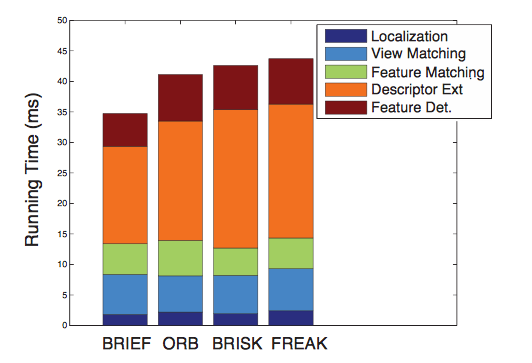 50
45
40
35
30
25
20
15
10
5
0
Running Time (ms)
Localization
View Matching
Feature Matching
Descriptor Ext
Feature Det.
BRIEF ORB BRISK FREAK